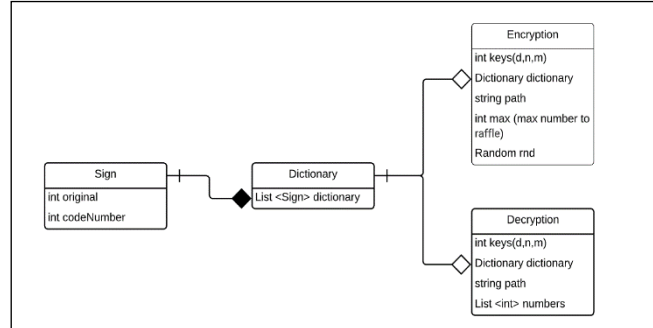 Encryption
int keys(d,n,m)
Dictionary dictionary
string path
int max (max number to
raffle)
Random rnd
Sign
int original
int codeNumber
Dictionary
List <Sign> dictionary
Decryption
int keys(d,n,m)
Dictionary dictionary
string path
List <int> numbers